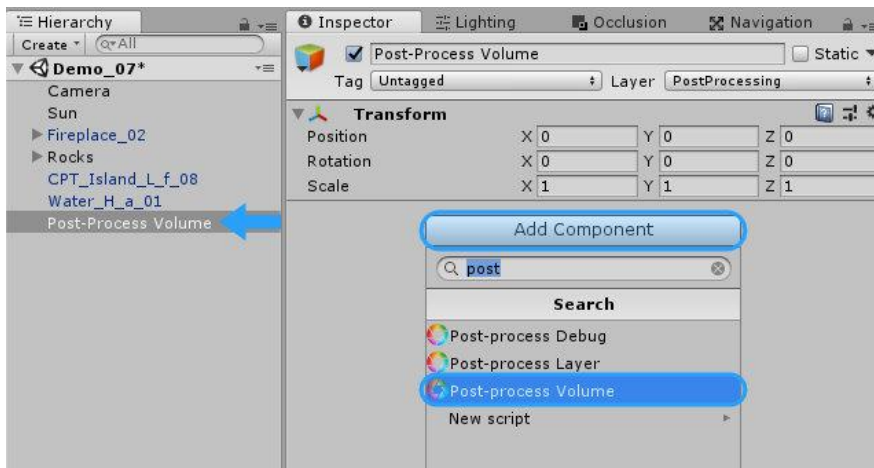 Hierarchy
Create All
Demo_07*
Camera
Sun
Fireplace_02
Rocks
CPT_Island_L_f_08
Water_H_a_01
Post-Process Volume
Inspector Lighting Occlusion Navigation
Post-Process Volume Static
Tag Untagged Layer PostProcessing
Transform
Position X 0 Y 0 Z 0
Rotation X 0 Y 0 Z 0
Scale X 1 Y 1 Z 1
Add Component
post
Search
Post-process Debug
Post-process Layer
Post-process Volume
New script